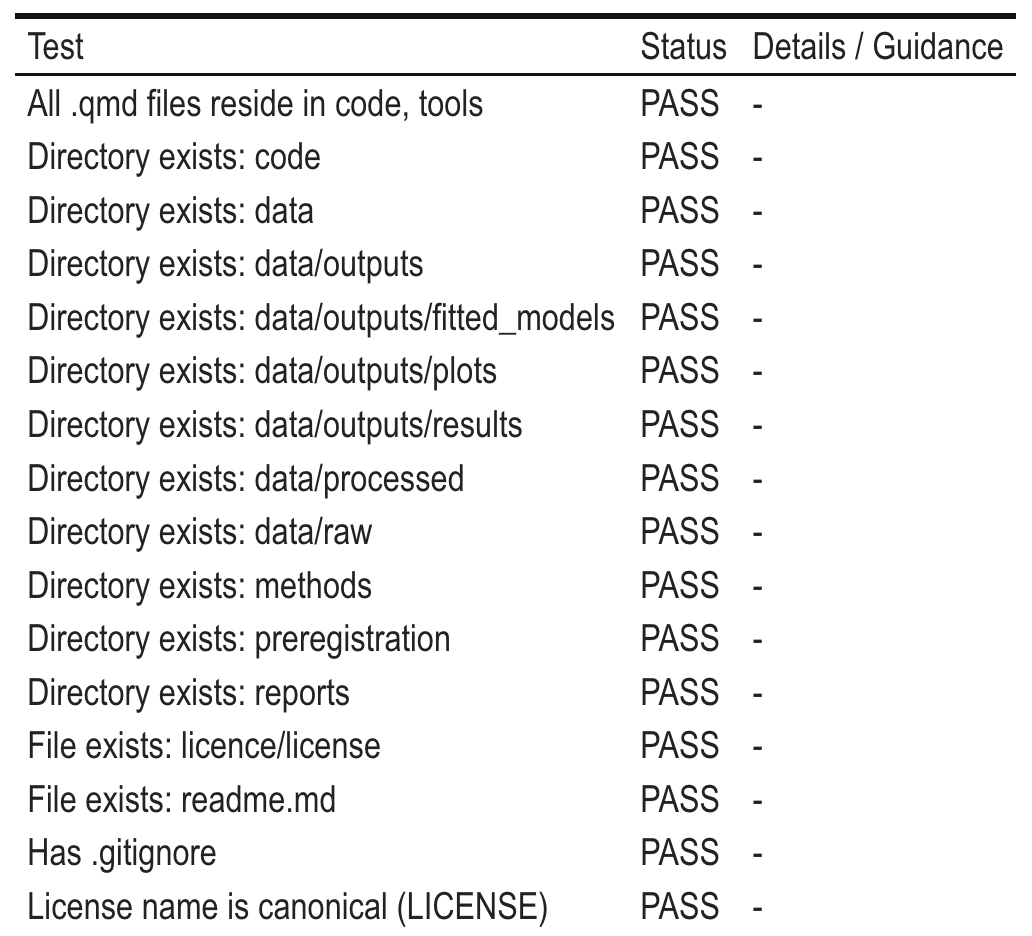 Test Status Details / Guidance
All .qmd files reside in code, tools PASS -
Directory exists: code PASS -
Directory exists: data PASS -
Directory exists: data/outputs PASS -
Directory exists: data/outputs/fitted_models PASS -
Directory exists: data/outputs/plots PASS -
Directory exists: data/outputs/results PASS -
Directory exists: data/processed PASS -
Directory exists: data/raw PASS -
Directory exists: methods PASS -
Directory exists: preregistration PASS -
Directory exists: reports PASS -
File exists: licence/license PASS -
File exists: readme.md PASS -
Has .gitignore PASS -
License name is canonical (LICENSE) PASS -